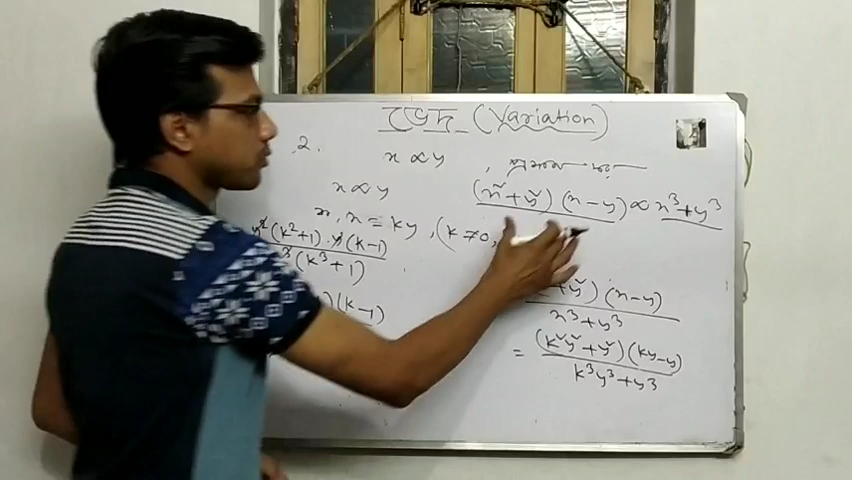 ভেদ (Variation)
2. x ∝ y, প্রমাণ কর
(x² + y²) (x - y) ∝ x³ + y³
x ∝ y
x = ky, (k ≠ 0,
(k²+1) . y(k-1)
(k³+1)
)(k-1)
+ y²) (x - y)
x³ + y³
= (k²y² + y²) (ky - y)
k³y³ + y³